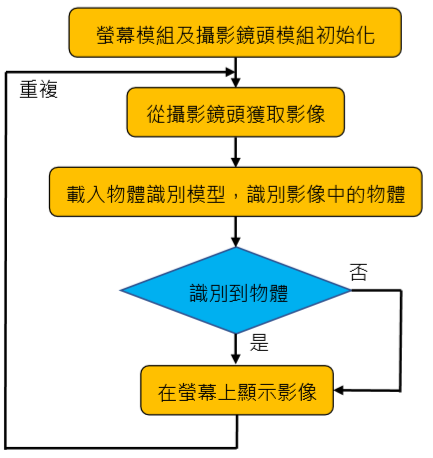 螢幕模組及攝影鏡頭模組初始化
重複
從攝影鏡頭獲取影像
載入物體識別模型，識別影像中的物體
否
識別到物體
是
在螢幕上顯示影像